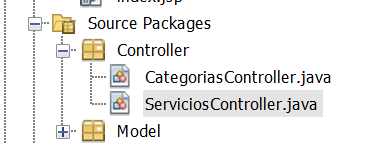 index.jsp
Source Packages
Controller
CategoriasController.java
ServiciosController.java
Model